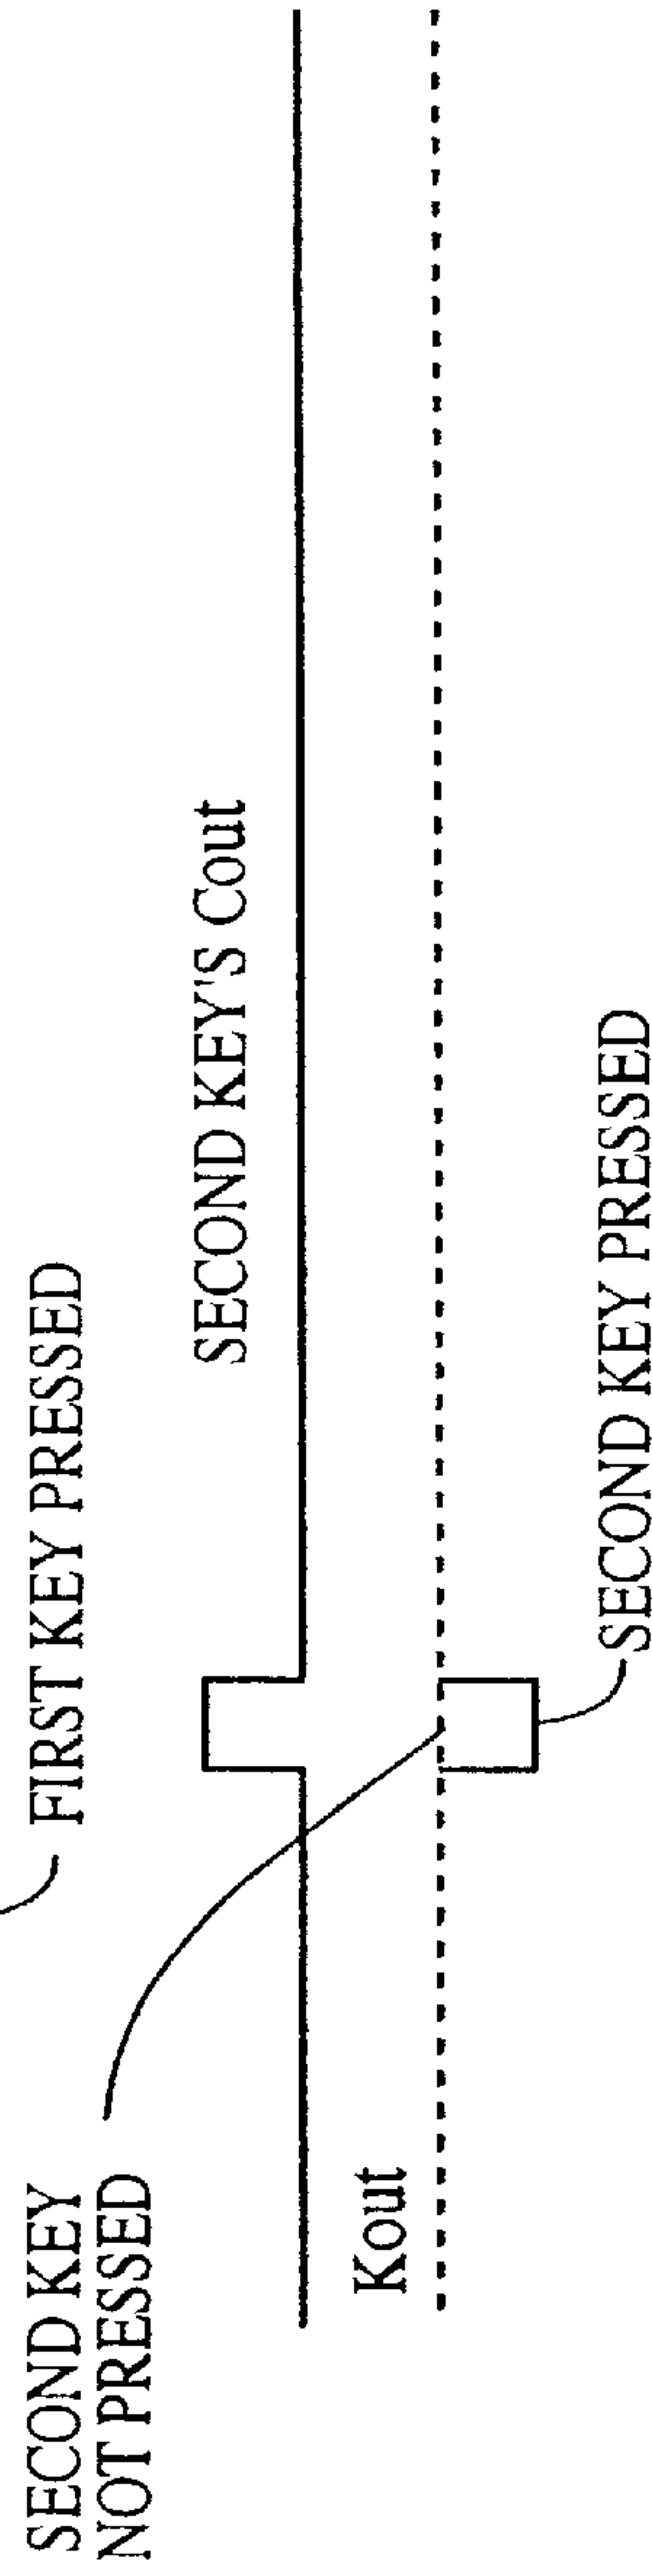 FIRST KEY PRESSED
SECOND KEY
NOT PRESSED
SECOND KEY'S Cout
Kout
SECOND KEY PRESSED